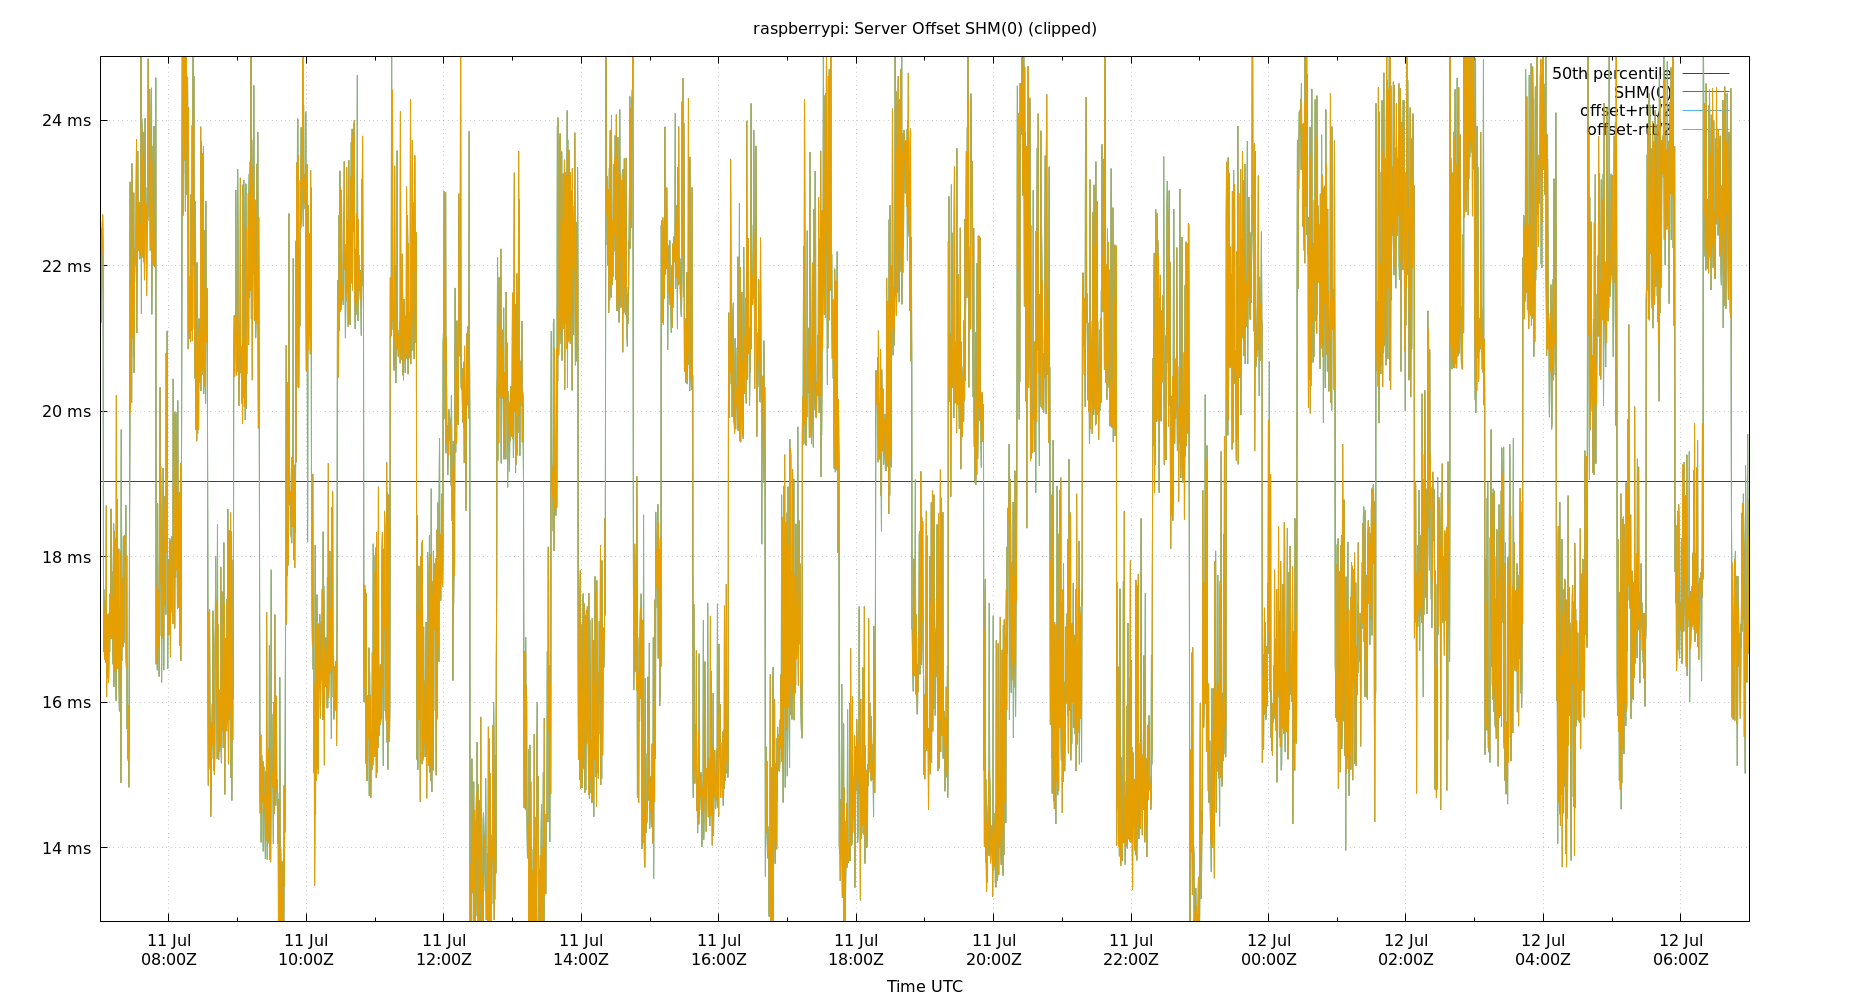 raspberrypi: Server Offset SHM(0) (clipped)
50th percentile
SHM(0)
offset+rtt/2
offset-rtt/2
24 ms
22 ms
20 ms
18 ms
16 ms
14 ms
11 Jul 11 Jul 11 Jul 11 Jul 11 Jul 11 Jul 11 Jul 11 Jul 12 Jul 12 Jul 12 Jul 12 Jul
08:00Z 10:00Z 12:00Z 14:00Z 16:00Z 18:00Z 20:00Z 22:00Z 00:00Z 02:00Z 04:00Z 06:00Z
Time UTC